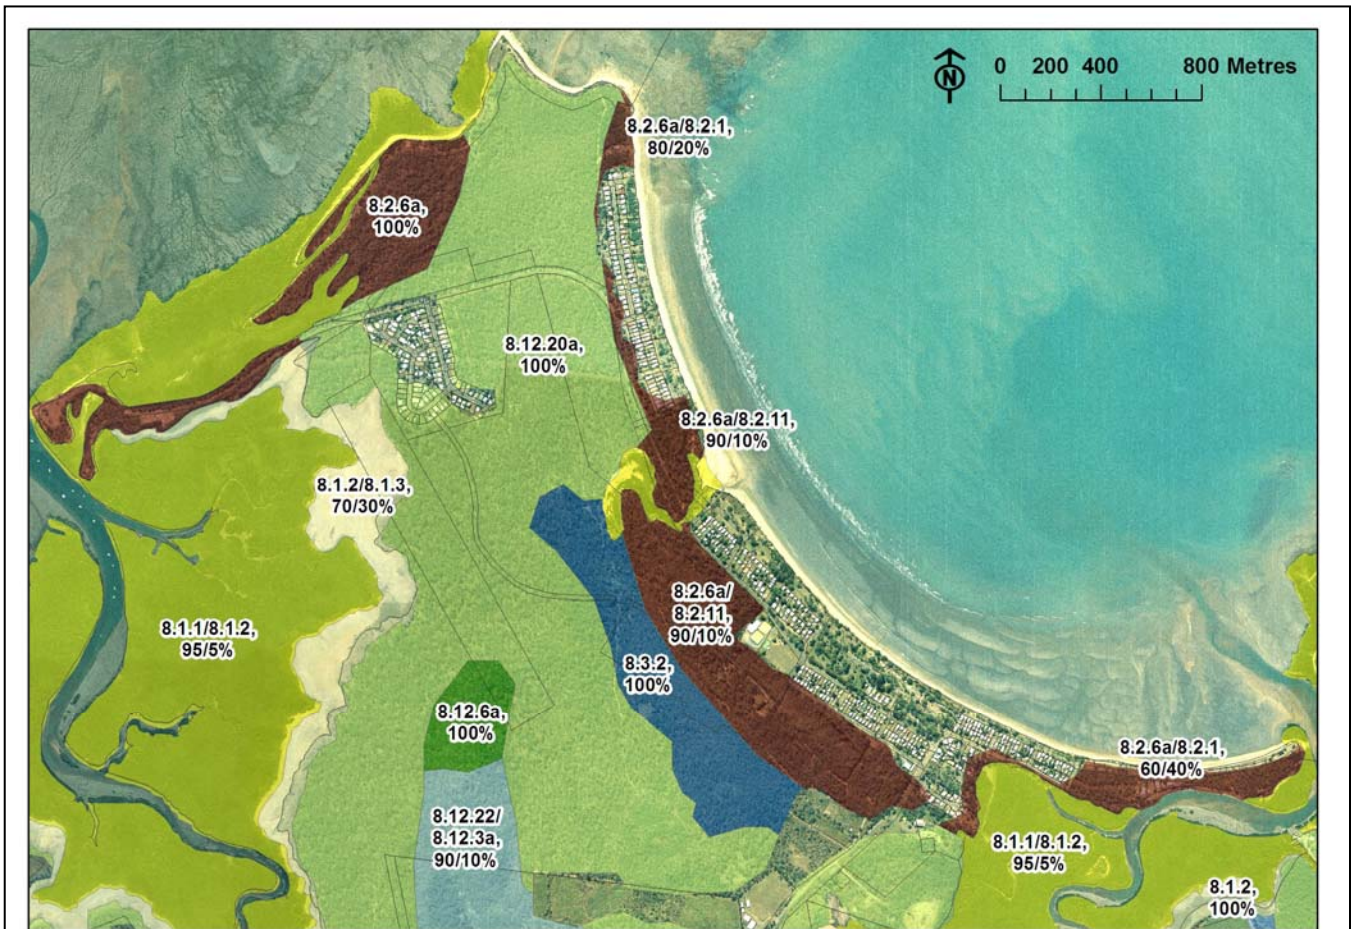 N
0 200 400 800 Metres
8.2.6a/8.2.1,
80/20%
8.2.6a,
100%
8.12.20a,
100%
8.2.6a/8.2.11,
90/10%
8.1.2/8.1.3,
70/30%
8.2.6a/
8.2.11,
90/10%
8.1.1/8.1.2,
95/5%
8.3.2,
100%
8.12.6a,
100%
8.2.6a/8.2.1,
60/40%
8.12.22/
8.12.3a,
90/10%
8.1.1/8.1.2,
95/5%
8.1.2,
100%